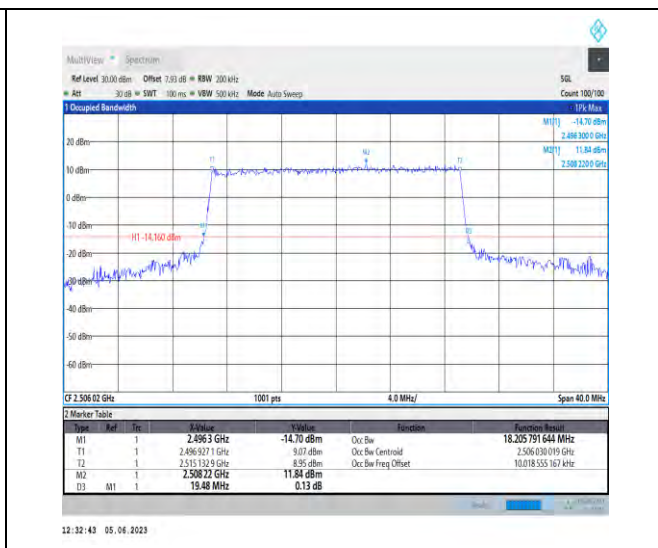 MultiView Spectrum
Ref Level 30.00 dBm Offset 7.93 dB RBW 200 kHz SGL
Att 30 dB SWT 100 ms VBW 500 kHz Mode Auto Sweep Count 100/100
1 Occupied Bandwidth 1Pk Max
M1[1] -14.70 dBm
2.496 300 0 GHz
M2[1] 11.84 dBm
2.508 220 0 GHz
20 dBm
10 dBm
0 dBm
-10 dBm
-20 dBm
-30 dBm
-40 dBm
-50 dBm
-60 dBm
T1
M2
T2
M1
D3
H1 -14.160 dBm
CF 2.506 02 GHz 1001 pts 4.0 MHz/ Span 40.0 MHz
2 Marker Table
Type Ref Trc X-Value Y-Value Function Function Result
M1 1 2.4963 GHz -14.70 dBm Occ Bw 18.205 791 644 MHz
T1 1 2.496 927 1 GHz 9.07 dBm Occ Bw Centroid 2.506 030 019 GHz
T2 1 2.515 132 9 GHz 8.95 dBm Occ Bw Freq Offset 10.018 555 167 kHz
M2 1 2.50822 GHz 11.84 dBm
D3 M1 1 19.48 MHz 0.13 dB
12:32:43 05.06.2023